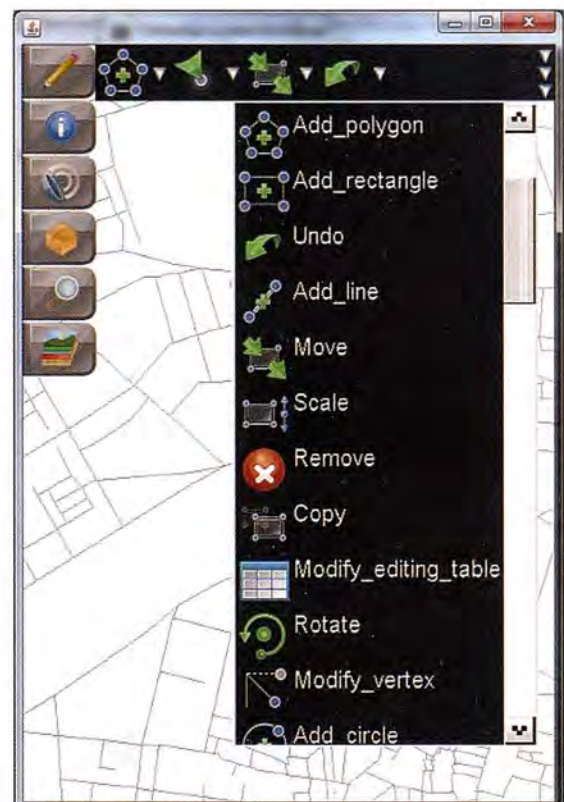 Add_polygon
Add_rectangle
Undo
Add_line
Move
Scale
Remove
Copy
Modify_editing_table
Rotate
Modify_vertex
Add_circle